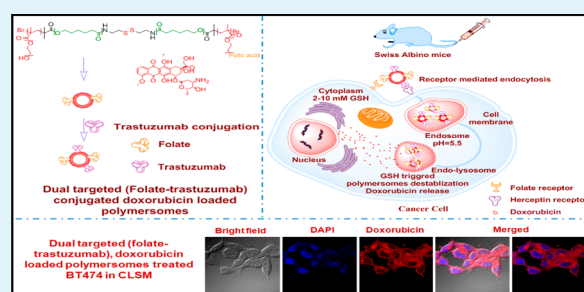 Folic acid
Trastuzumab conjugation
Folate
Trastuzumab
Dual targeted (Folate-trastuzumab)
conjugated doxorubicin loaded
polymersomes
Swiss Albino mice
Receptor mediated endocytosis
Cytoplasm
2-10 mM GSH
Cell
membrane
Endosome
pH=5.5
Nucleus
Endo-lysosome
GSH triggred
polymersomes destablization
Doxorubicin release
Cancer Cell
Folate receptor
Herceptin receptor
Doxorubicin
Dual targeted (folate-
trastuzumab), doxorubicin
loaded polymersomes treated
BT474 in CLSM
Bright field
DAPI
Doxorubicin
Merged